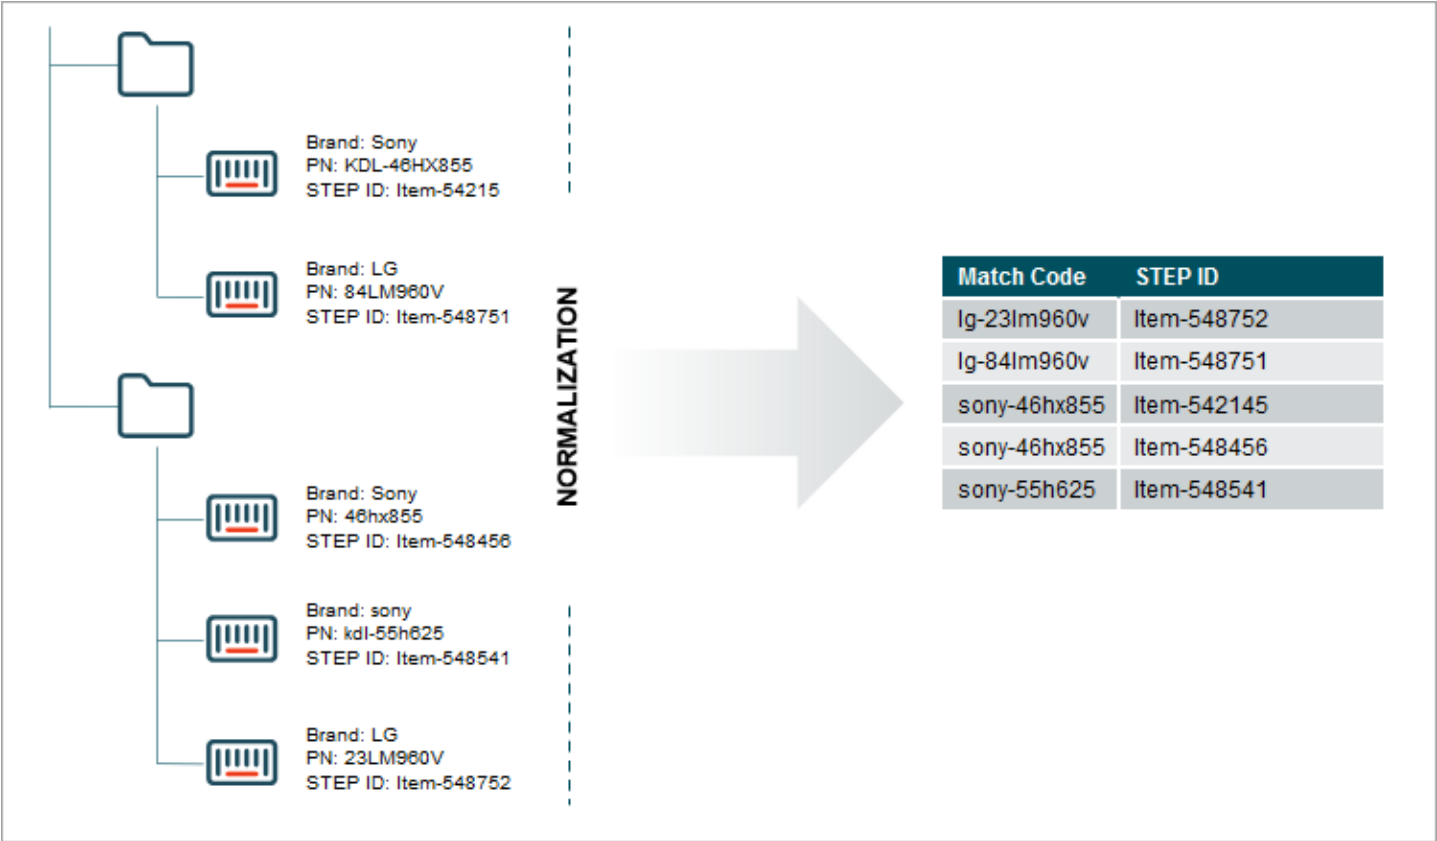 Brand: Sony
PN: KDL-46HX855
STEP ID: Item-54215
Brand: LG
PN: 84LM960V
STEP ID: Item-548751
Brand: Sony
PN: 46hx855
STEP ID: Item-548456
Brand: sony
PN: kdl-55h625
STEP ID: Item-548541
Brand: LG
PN: 23LM960V
STEP ID: Item-548752
NORMALIZATION
Match Code STEP ID
lg-23lm960v Item-548752
lg-84lm960v Item-548751
sony-46hx855 Item-542145
sony-46hx855 Item-548456
sony-55h625 Item-548541